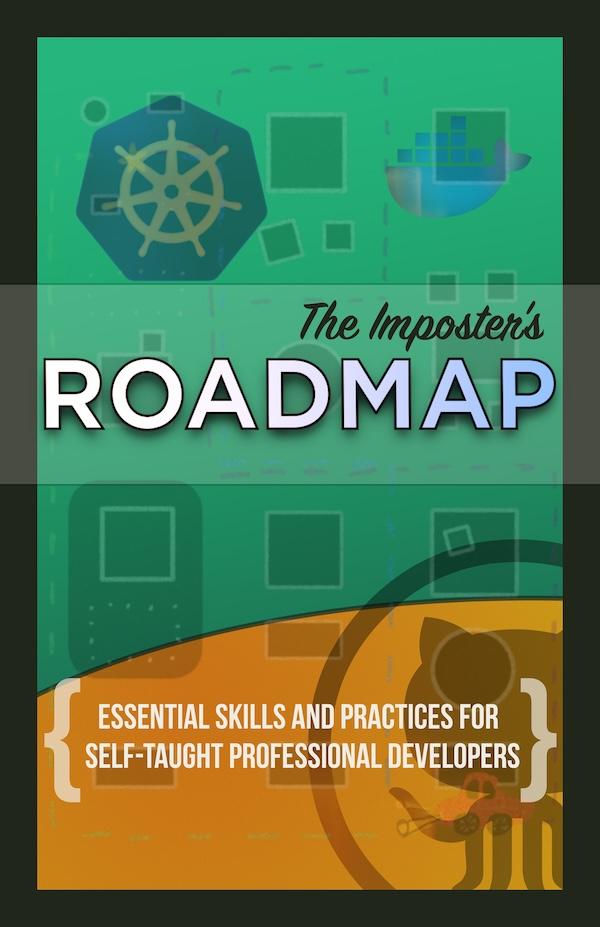 The Imposter's
ROADMAP
{ ESSENTIAL SKILLS AND PRACTICES FOR
SELF-TAUGHT PROFESSIONAL DEVELOPERS }